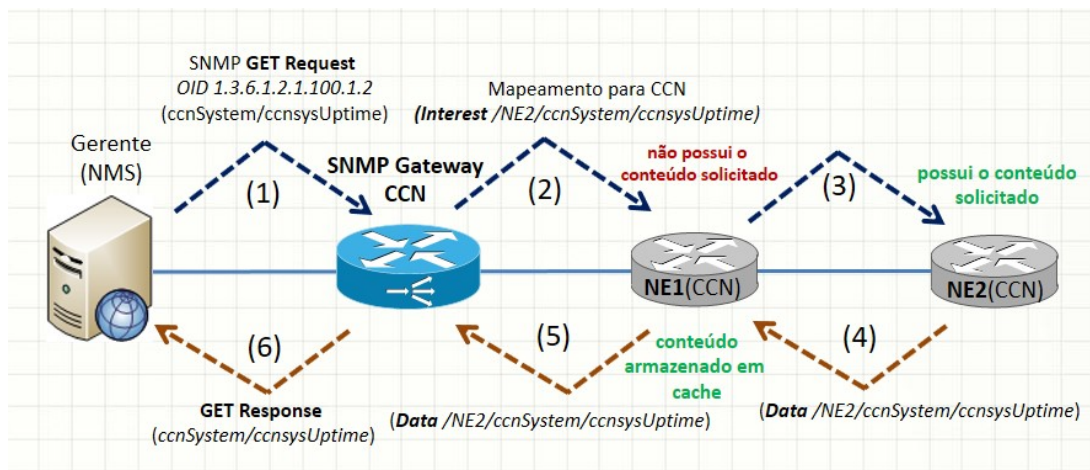 SNMP GET Request
OID 1.3.6.1.2.1.100.1.2
(ccnSystem/ccnsysUptime)
Mapeamento para CCN
(Interest /NE2/ccnSystem/ccnsysUptime)
Gerente
(NMS)
(1)
SNMP Gateway
CCN
(2)
não possui o
conteúdo solicitado
(3)
possui o conteúdo
solicitado
NE1(CCN)
NE2(CCN)
(6)
(5)
conteúdo
armazenado em
cache
(4)
GET Response
(ccnSystem/ccnsysUptime)
(Data /NE2/ccnSystem/ccnsysUptime)
(Data /NE2/ccnSystem/ccnsysUptime)